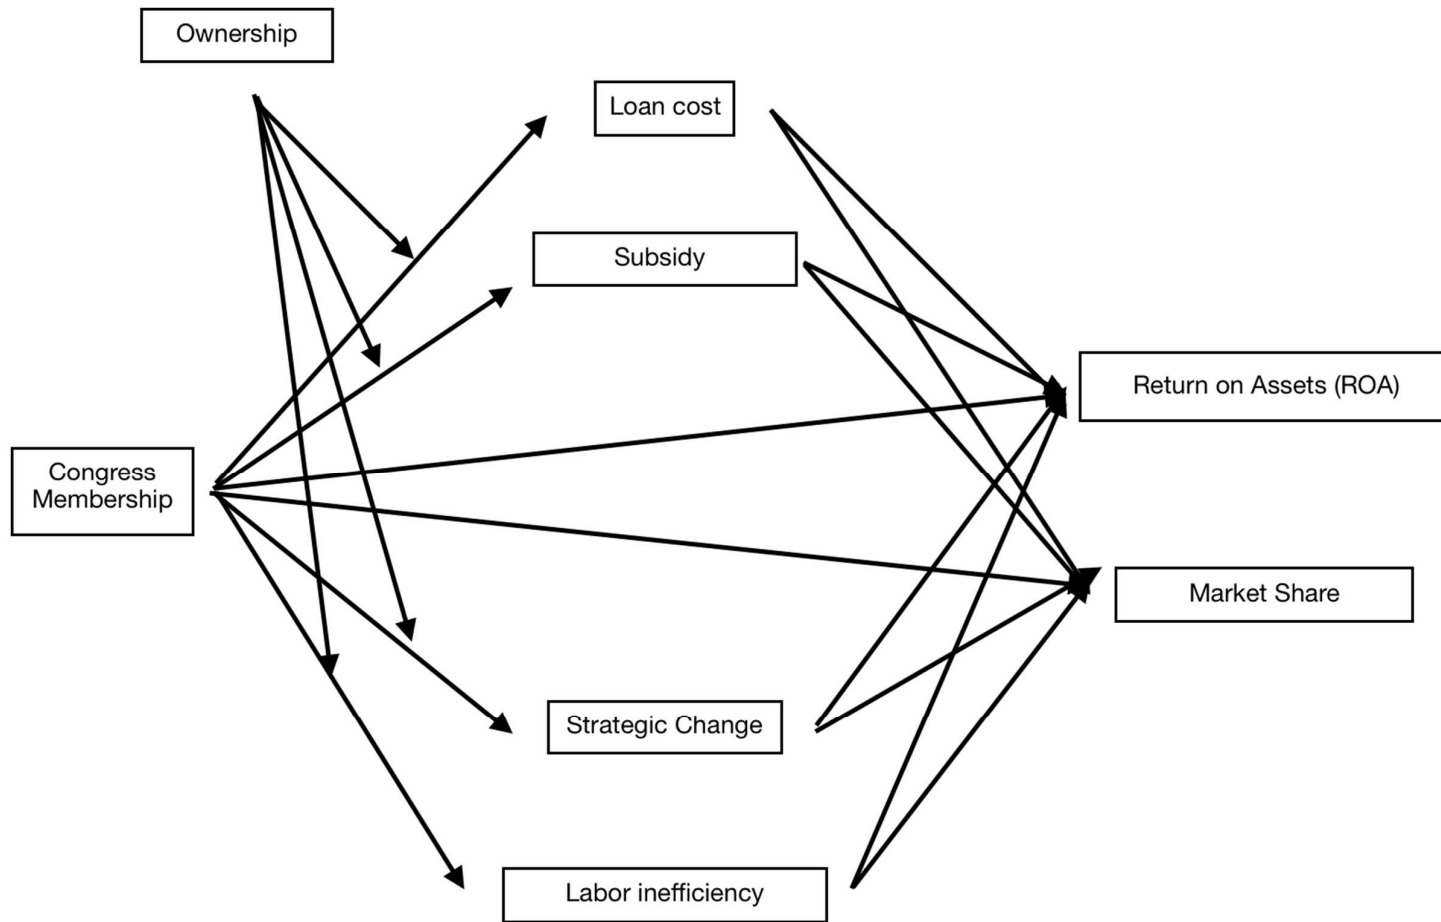 Ownership
Loan cost
Subsidy
Return on Assets (ROA)
Congress
Membership
Market Share
Strategic Change
Labor inefficiency